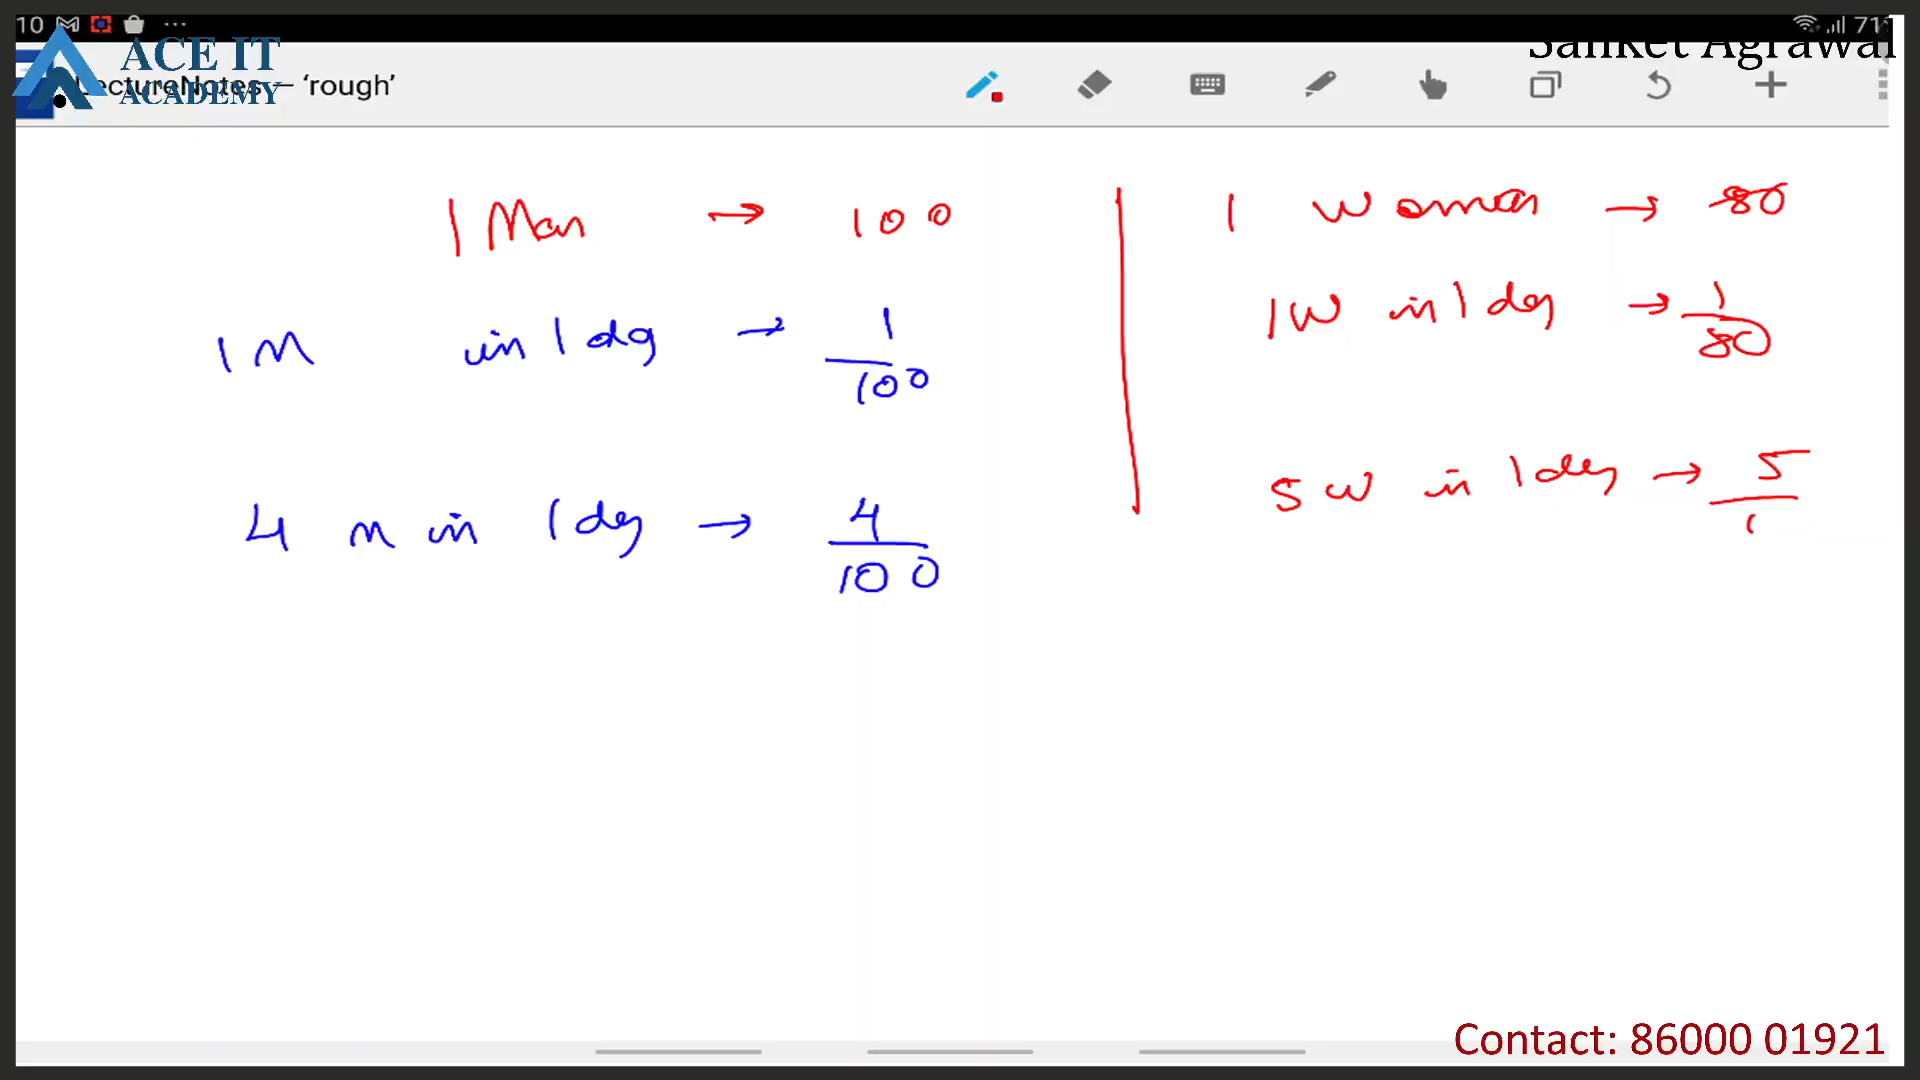 10 ... 71
ACE IT
ACADEMY
LectureNotes – ‘rough’
Sanket Agrawal
1 Man → 100
1 M in 1 day → 1/100
4 M in 1 day → 4/100
1 Woman → 80
1W in 1 day → 1/80
5 W in 1 day → 5/
Contact: 86000 01921